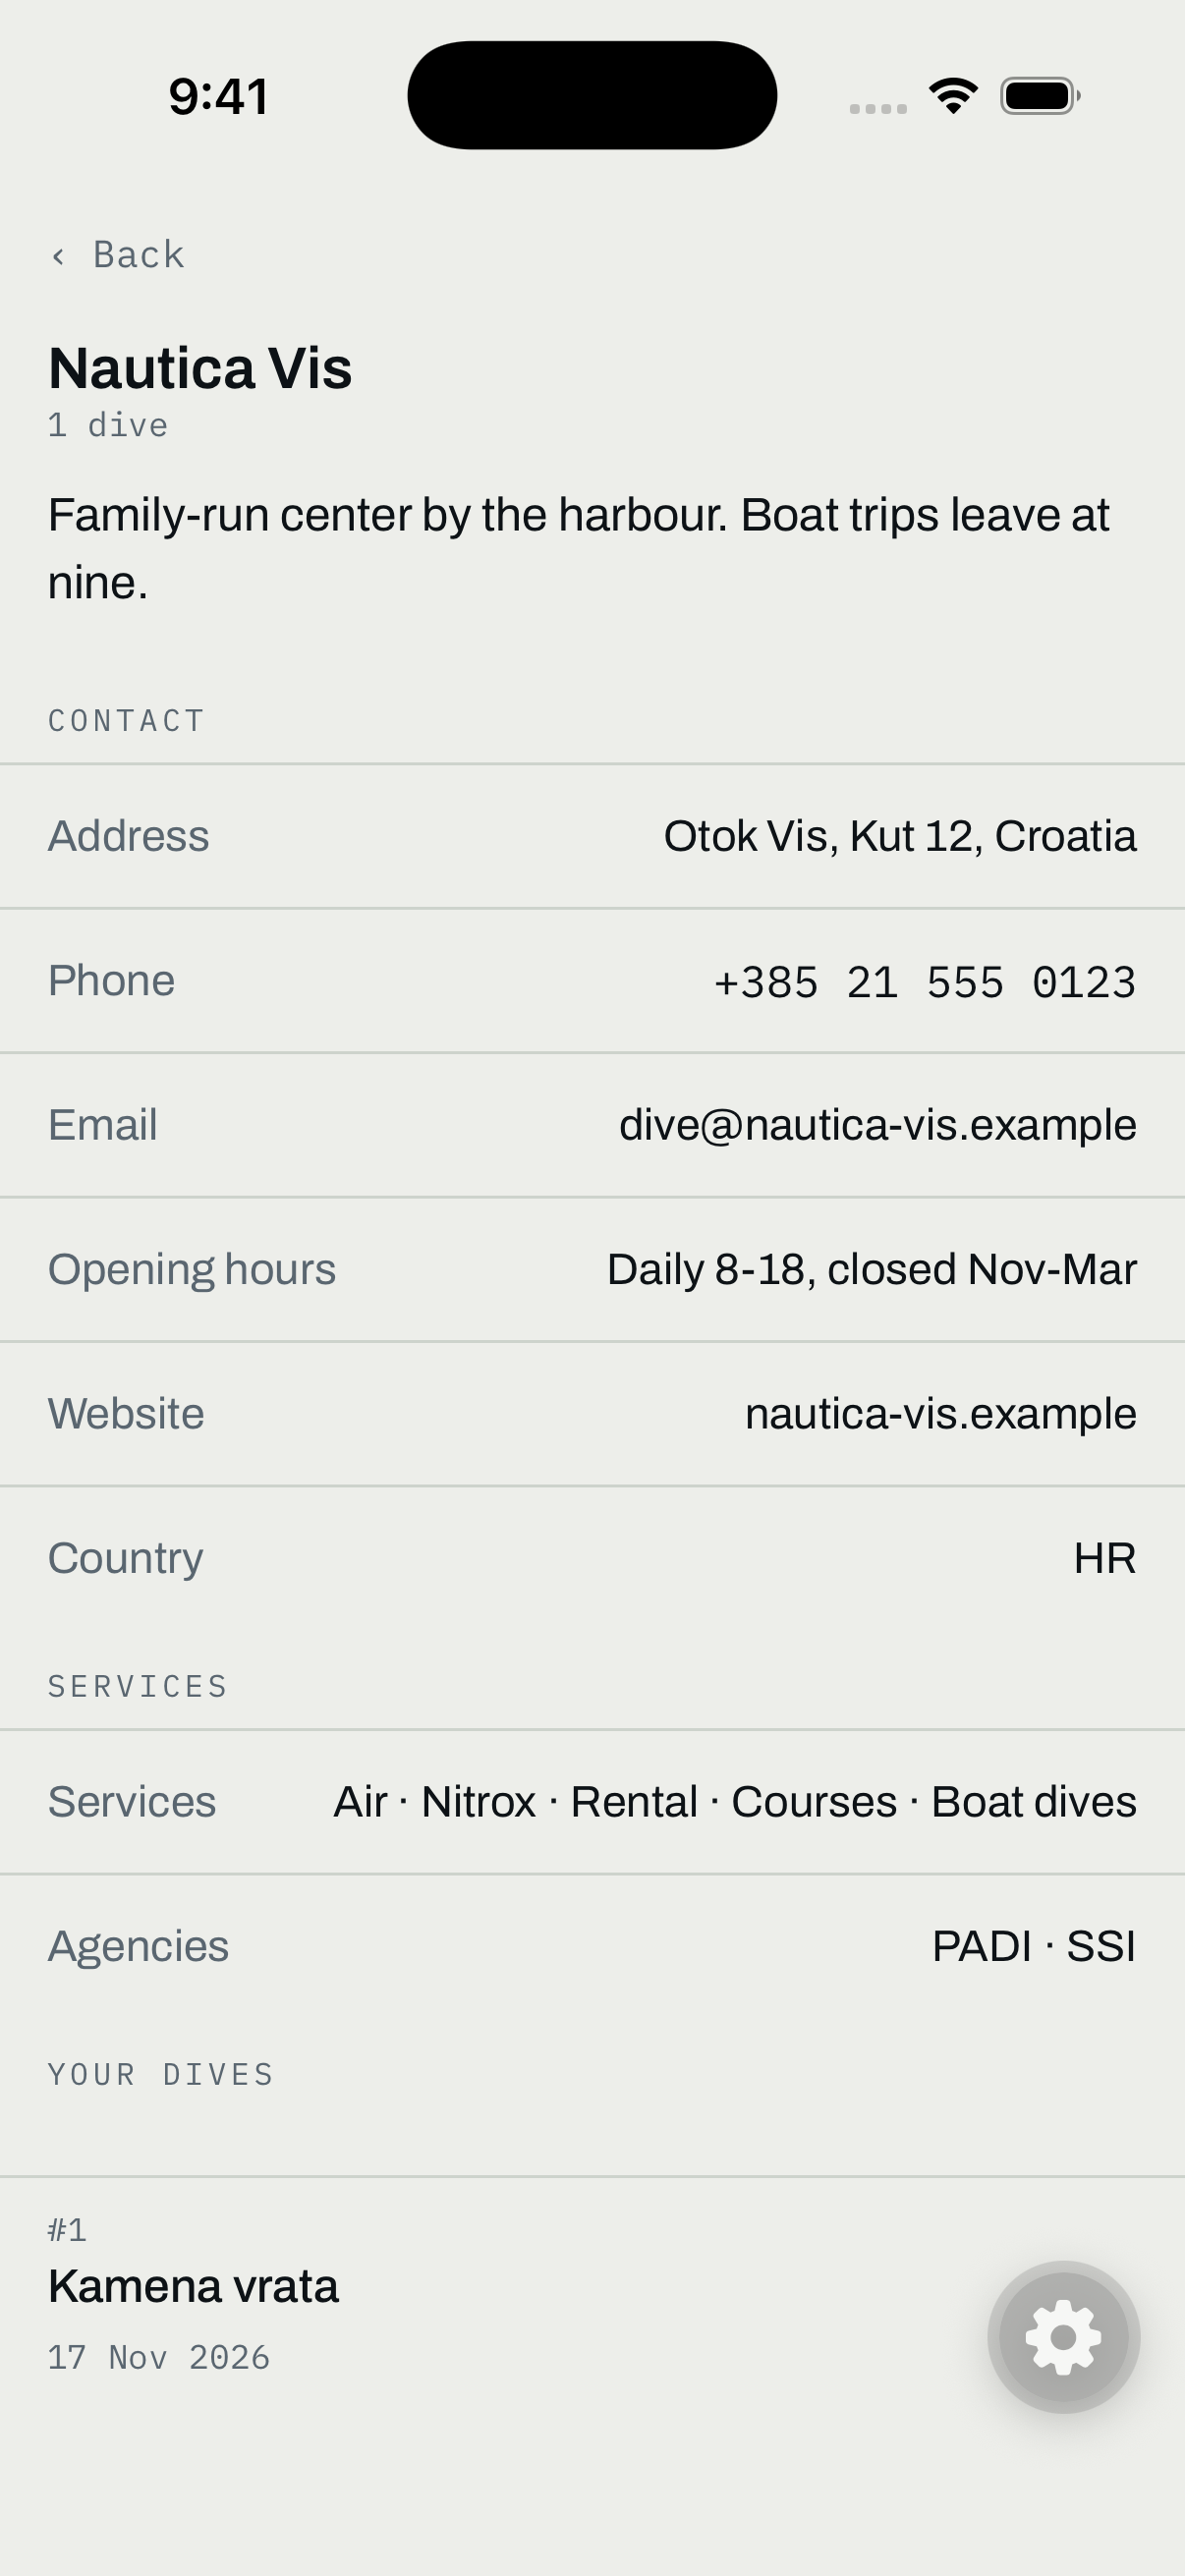 9:41
‹ Back
Nautica Vis
1 dive
Family-run center by the harbour. Boat trips leave at
nine.
CONTACT
Address Otok Vis, Kut 12, Croatia
Phone +385 21 555 0123
Email dive@nautica-vis.example
Opening hours Daily 8-18, closed Nov-Mar
Website nautica-vis.example
Country HR
SERVICES
Services Air · Nitrox · Rental · Courses · Boat dives
Agencies PADI · SSI
YOUR DIVES
#1
Kamena vrata
17 Nov 2026